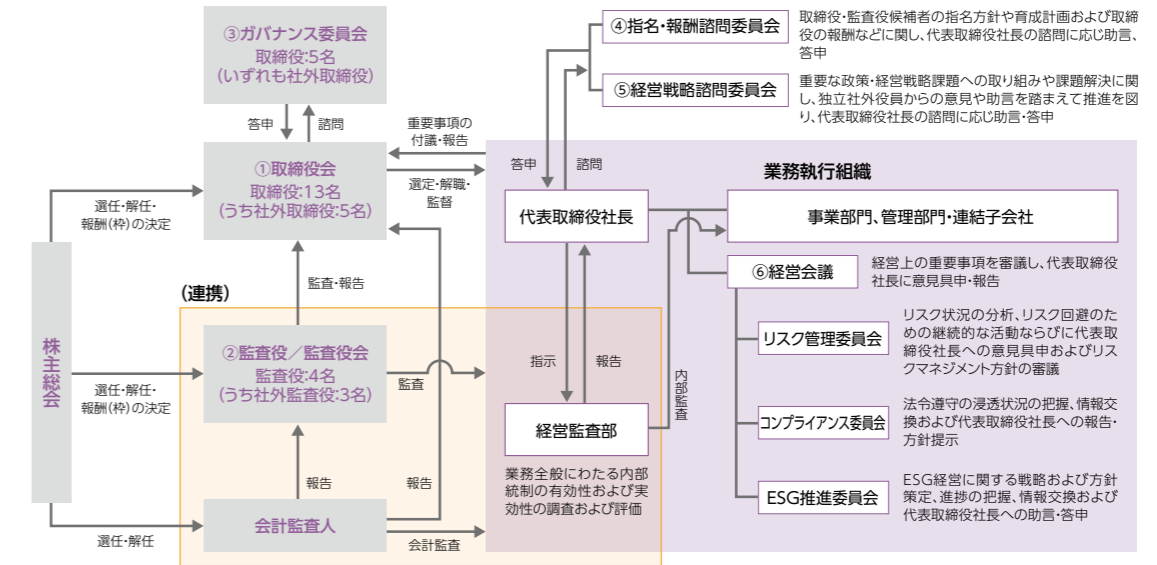 ③ガバナンス委員会
取締役:5名
(いずれも社外取締役)
答申
諮問
①取締役会
取締役:13名
(うち社外取締役:5名)
重要事項の
付議・報告
選定・解職・
監督
選任・解任・
報酬(枠)の決定
監査・報告
(連携)
株主総会
②監査役／監査役会
監査役:4名
(うち社外監査役:3名)
監査
選任・解任・
報酬(枠)の決定
報告
報告
会計監査人
選任・解任
会計監査
④指名・報酬諮問委員会
取締役・監査役候補者の指名方針や育成計画および取締
役の報酬などに関し、代表取締役社長の諮問に応じ助言、
答申
⑤経営戦略諮問委員会
重要な政策・経営戦略課題への取り組みや課題解決に関
し、独立社外役員からの意見や助言を踏まえて推進を図
り、代表取締役社長の諮問に応じ助言・答申
業務執行組織
答申
諮問
代表取締役社長
事業部門、管理部門・連結子会社
⑥経営会議
経営上の重要事項を審議し、代表取締役
社長に意見具申・報告
リスク管理委員会
リスク状況の分析、リスク回避のた
めの継続的な活動ならびに代表取
締役社長への意見具申およびリス
クマネジメント方針の審議
指示
報告
内部監査
経営監査部
業務全般にわたる内部
統制の有効性および実
効性の調査および評価
コンプライアンス委員会
法令遵守の浸透状況の把握、情報交
換および代表取締役社長への報告・
方針提示
ESG推進委員会
ESG経営に関する戦略および方針
策定、進捗の把握、情報交換および
代表取締役社長への助言・答申